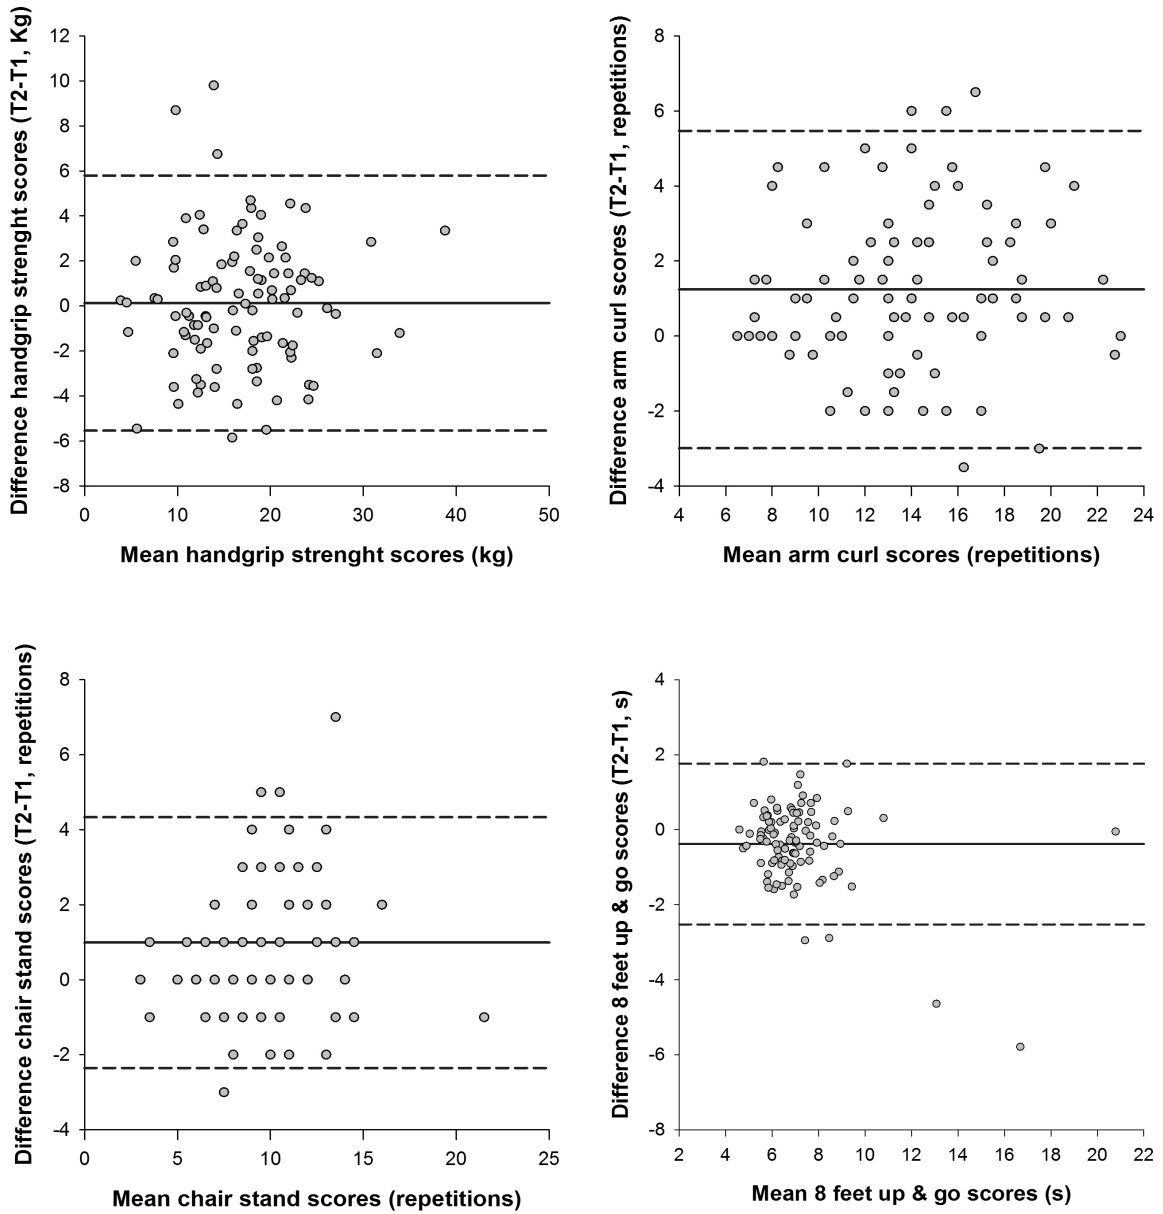 Difference handgrip strenght scores (T2-T1, Kg)
12
10
8
6
4
2
0
-2
-4
-6
-8
0 10 20 30 40 50
Mean handgrip strenght scores (kg)
Difference arm curl scores (T2-T1, repetitions)
8
6
4
2
0
-2
-4
4 6 8 10 12 14 16 18 20 22 24
Mean arm curl scores (repetitions)
Difference chair stand scores (T2-T1, repetitions)
8
6
4
2
0
-2
-4
0 5 10 15 20 25
Mean chair stand scores (repetitions)
Difference 8 feet up & go scores (T2-T1, s)
4
2
0
-2
-4
-6
-8
2 4 6 8 10 12 14 16 18 20 22
Mean 8 feet up & go scores (s)